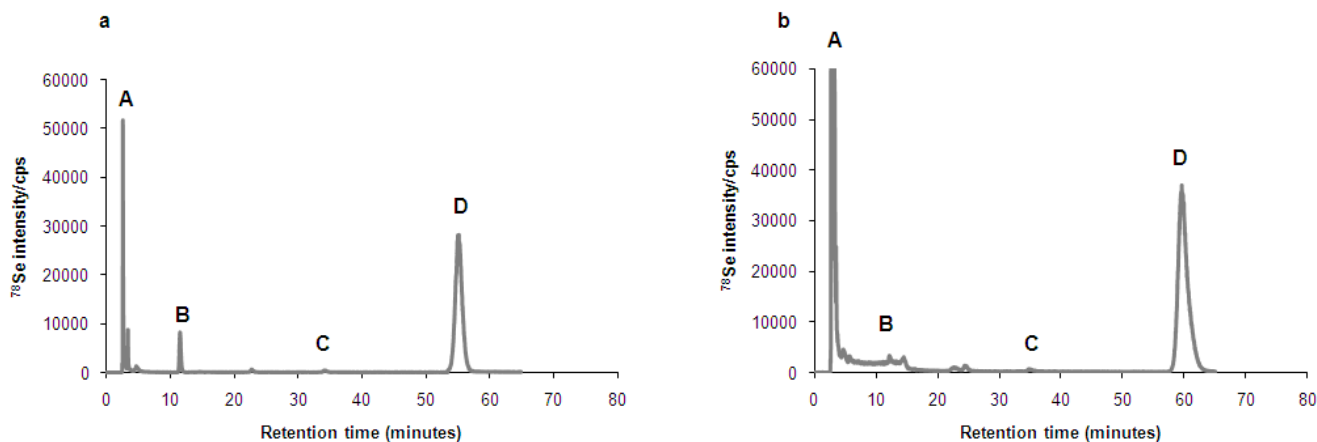 a
A
B
C
D
60000
50000
40000
30000
20000
10000
0
⁷⁸Se intensity/cps
0 10 20 30 40 50 60 70 80
Retention time (minutes)
b
A
B
C
D
60000
50000
40000
30000
20000
10000
0
⁷⁸Se intensity/cps
0 10 20 30 40 50 60 70 80
Retention time (minutes)